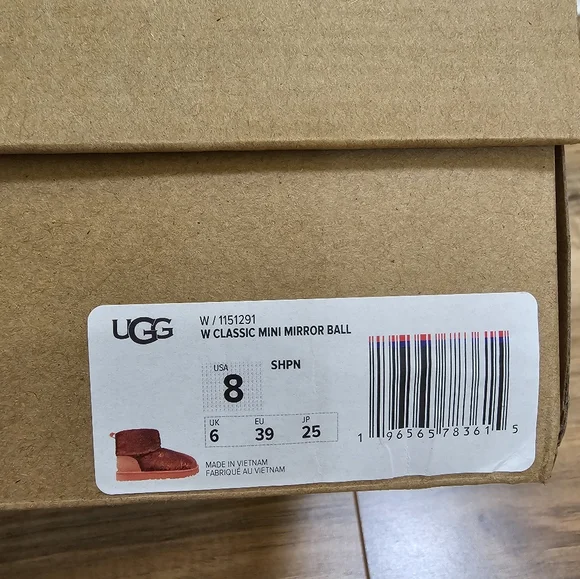 UGG
W / 1151291
W CLASSIC MINI MIRROR BALL
USA
8
SHPN
UK EU JP
6 39 25
MADE IN VIETNAM
FABRIQUÉ AU VIETNAM
1 96565 78361 5